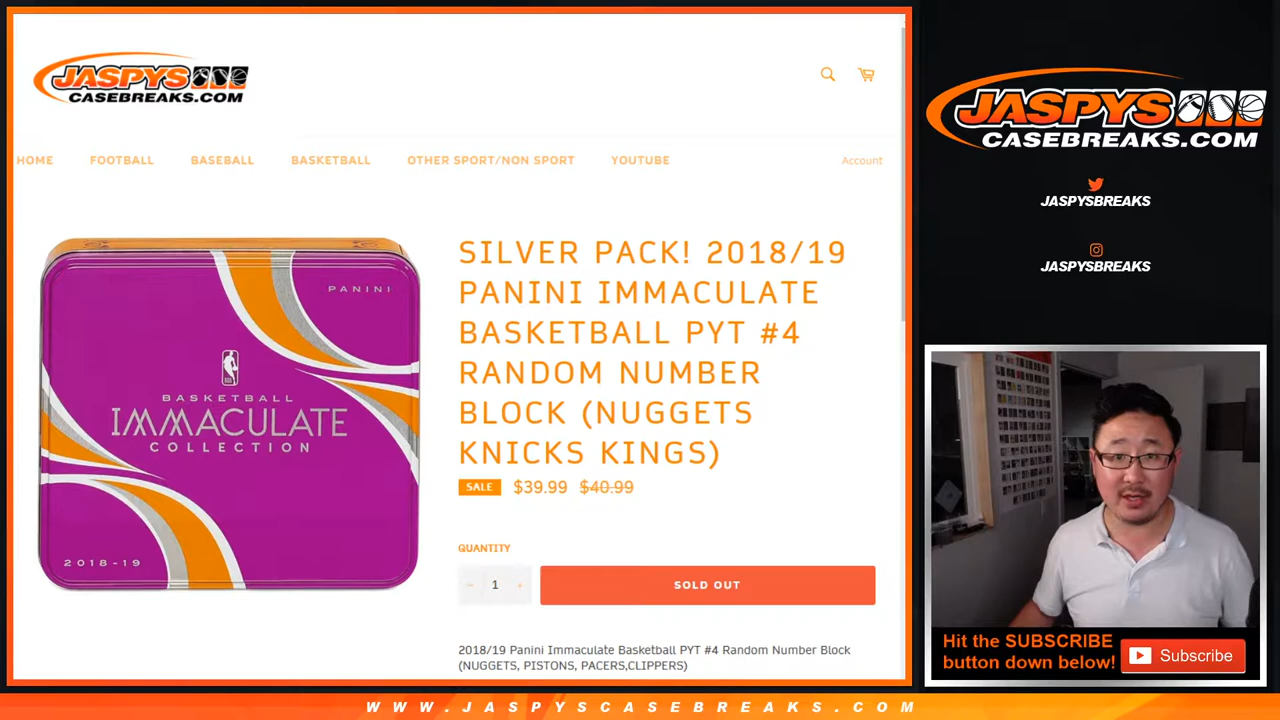 JASPYS
CASEBREAKS.COM
HOME FOOTBALL BASEBALL BASKETBALL OTHER SPORT/NON SPORT YOUTUBE Account
PANINI
BASKETBALL
IMMACULATE
COLLECTION
2018-19
SILVER PACK! 2018/19
PANINI IMMACULATE
BASKETBALL PYT #4
RANDOM NUMBER
BLOCK (NUGGETS
KNICKS KINGS)
SALE $39.99 $40.99
QUANTITY
− 1 +
SOLD OUT
2018/19 Panini Immaculate Basketball PYT #4 Random Number Block
(NUGGETS, PISTONS, PACERS,CLIPPERS)
JASPYS
CASEBREAKS.COM
JASPYSBREAKS
JASPYSBREAKS
Hit the SUBSCRIBE
button down below!
Subscribe
WWW.JASPYSCASEBREAKS.COM